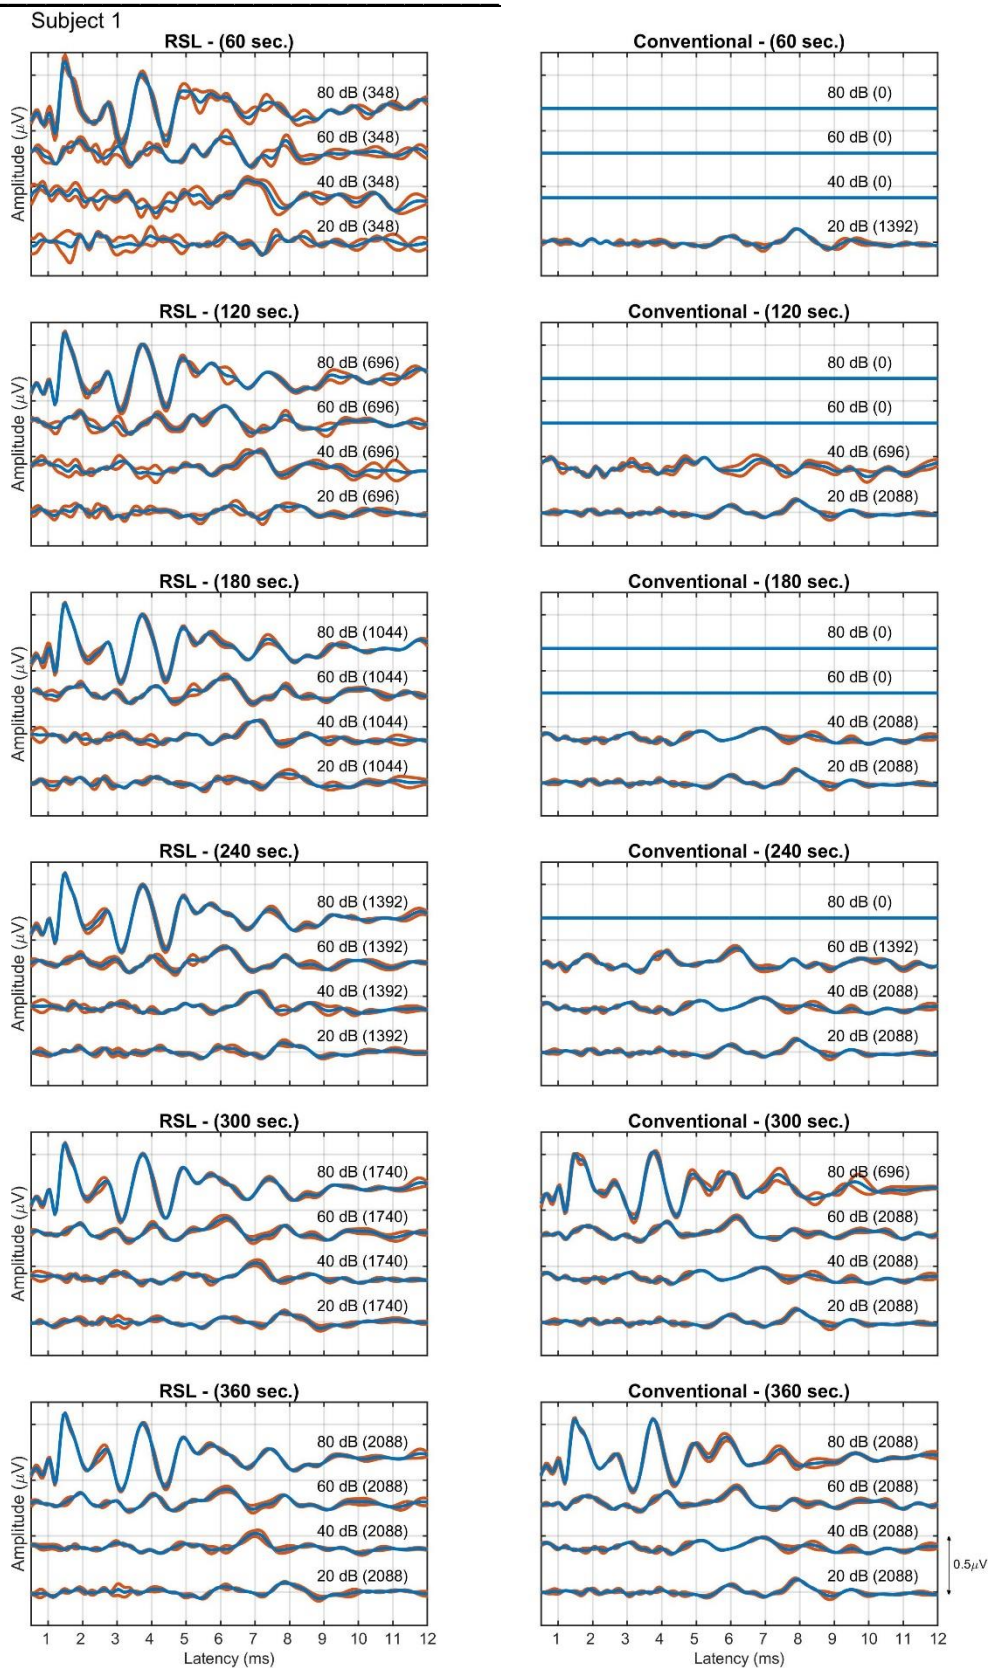 Subject 1
RSL - (60 sec.)
Amplitude (μV)
80 dB (348)
60 dB (348)
40 dB (348)
20 dB (348)
Conventional - (60 sec.)
80 dB (0)
60 dB (0)
40 dB (0)
20 dB (1392)
RSL - (120 sec.)
Amplitude (μV)
80 dB (696)
60 dB (696)
40 dB (696)
20 dB (696)
Conventional - (120 sec.)
80 dB (0)
60 dB (0)
40 dB (696)
20 dB (2088)
RSL - (180 sec.)
Amplitude (μV)
80 dB (1044)
60 dB (1044)
40 dB (1044)
20 dB (1044)
Conventional - (180 sec.)
80 dB (0)
60 dB (0)
40 dB (2088)
20 dB (2088)
RSL - (240 sec.)
Amplitude (μV)
80 dB (1392)
60 dB (1392)
40 dB (1392)
20 dB (1392)
Conventional - (240 sec.)
80 dB (0)
60 dB (1392)
40 dB (2088)
20 dB (2088)
RSL - (300 sec.)
Amplitude (μV)
80 dB (1740)
60 dB (1740)
40 dB (1740)
20 dB (1740)
Conventional - (300 sec.)
80 dB (696)
60 dB (2088)
40 dB (2088)
20 dB (2088)
RSL - (360 sec.)
Amplitude (μV)
80 dB (2088)
60 dB (2088)
40 dB (2088)
20 dB (2088)
1 2 3 4 5 6 7 8 9 10 11 12
Latency (ms)
Conventional - (360 sec.)
80 dB (2088)
60 dB (2088)
40 dB (2088)
20 dB (2088)
0.5μV
1 2 3 4 5 6 7 8 9 10 11 12
Latency (ms)